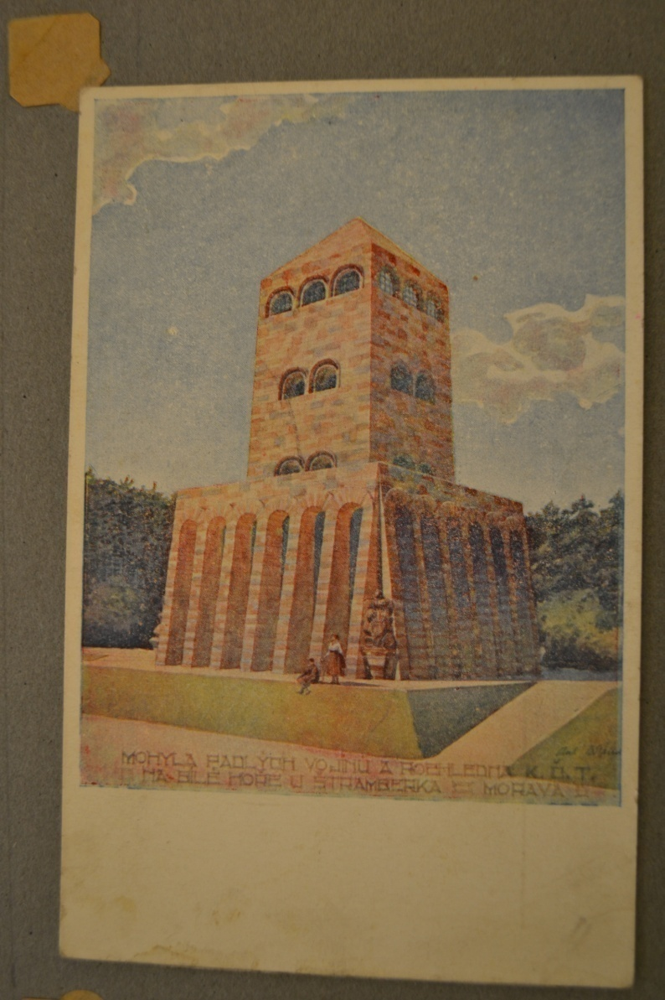 MOHYLA PADLÝCH VOJÍNŮ A ROZHLEDNA K.Č.T.
NA BÍLÉ HOŘE U ŠTRAMBERKA MORAVA